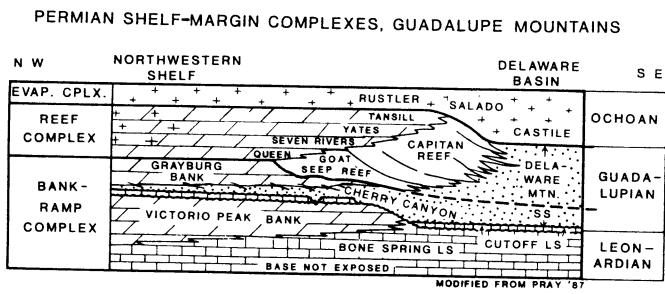 PERMIAN SHELF-MARGIN COMPLEXES, GUADALUPE MOUNTAINS
N W
NORTHWESTERN
SHELF
DELAWARE
BASIN
S E
EVAP. CPLX.
RUSTLER
SALADO
CASTILE
OCHOAN
REEF
COMPLEX
TANSILL
YATES
SEVEN RIVERS
CAPITAN
REEF
QUEEN
GOAT
SEEP REEF
GRAYBURG
BANK
DELA-
WARE
MTN.
SS
GUADA-
LUPIAN
BANK-
RAMP
COMPLEX
CHERRY CANYON
VICTORIO PEAK BANK
BONE SPRING LS
CUTOFF LS
LEON-
ARDIAN
BASE NOT EXPOSED
MODIFIED FROM PRAY '87